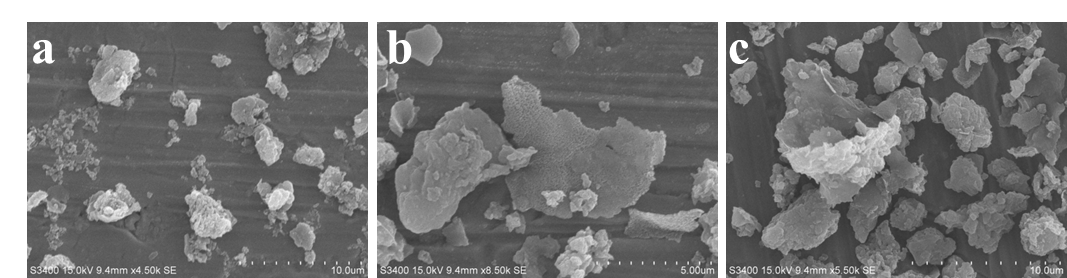 a
b
c
S3400 15.0kV 9.4mm x4.50k SE
10.0um
S3400 15.0kV 9.4mm x8.50k SE
5.00um
S3400 15.0kV 9.4mm x5.50k SE
10.0um